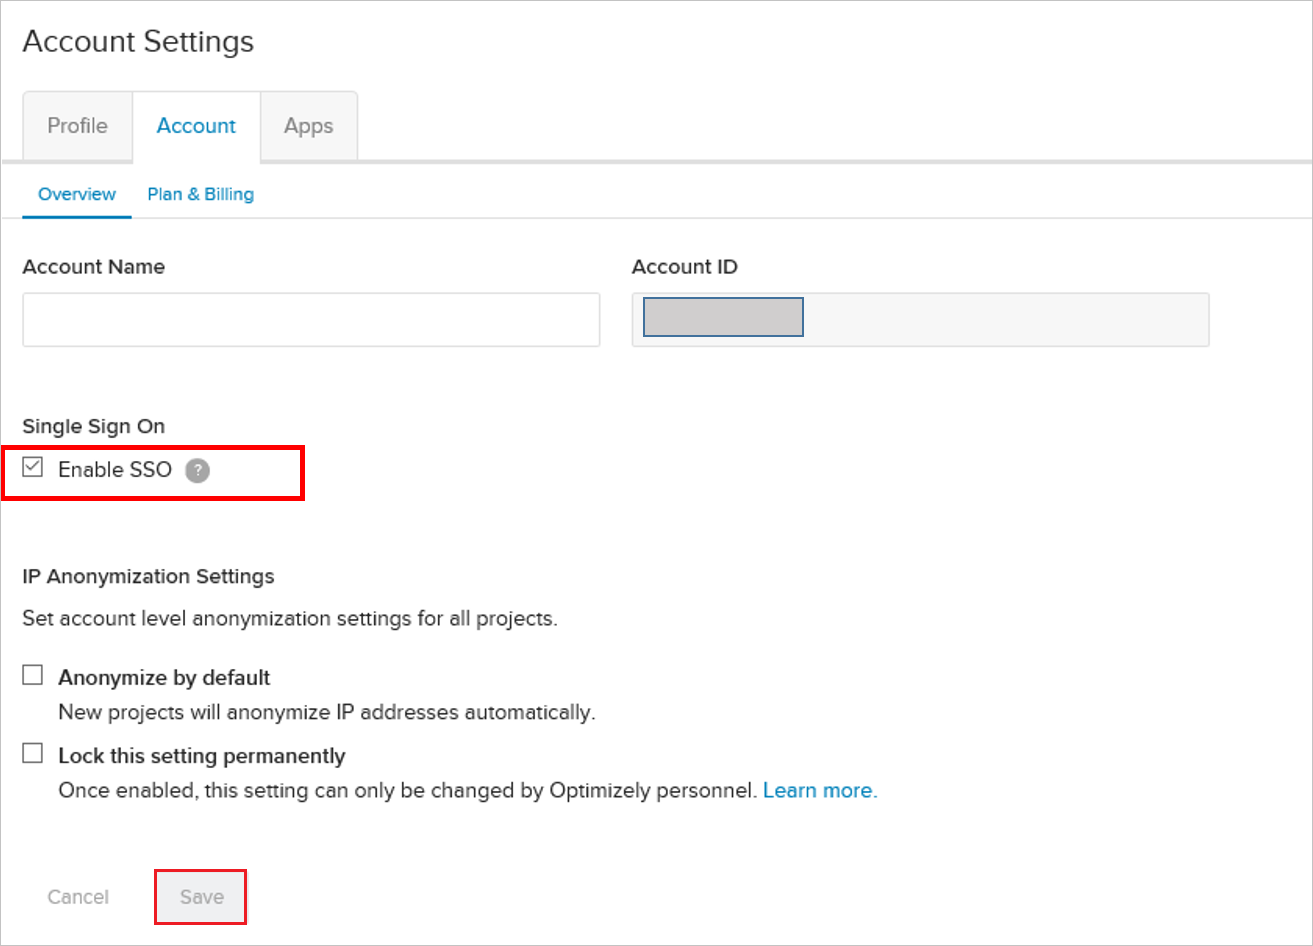 Account Settings
Profile Account Apps
Overview Plan & Billing
Account Name Account ID
Single Sign On
Enable SSO ?
IP Anonymization Settings
Set account level anonymization settings for all projects.
Anonymize by default
New projects will anonymize IP addresses automatically.
Lock this setting permanently
Once enabled, this setting can only be changed by Optimizely personnel. Learn more.
Cancel Save